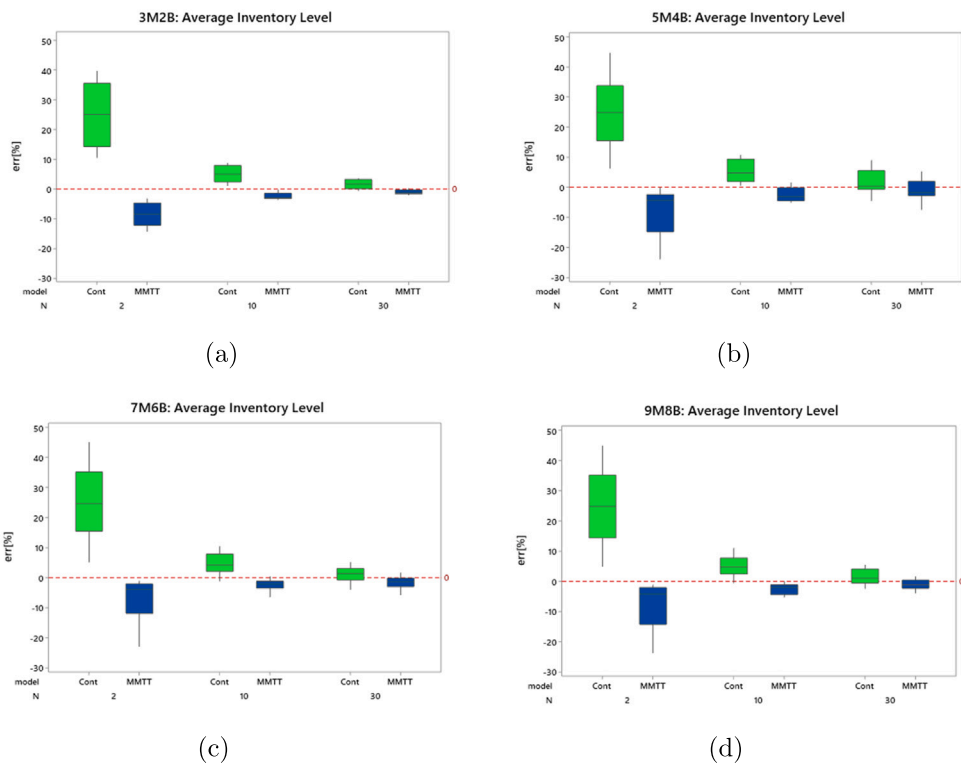 3M2B: Average Inventory Level
err[%]
50
40
30
20
10
0
-10
-20
-30
0
model Cont MMTT Cont MMTT Cont MMTT
N 2 10 30
(a)
5M4B: Average Inventory Level
err[%]
50
40
30
20
10
0
-10
-20
-30
model Cont MMTT Cont MMTT Cont MMTT
N 2 10 30
(b)
7M6B: Average Inventory Level
err[%]
50
40
30
20
10
0
-10
-20
-30
0
model Cont MMTT Cont MMTT Cont MMTT
N 2 10 30
(c)
9M8B: Average Inventory Level
err[%]
50
40
30
20
10
0
-10
-20
-30
model Cont MMTT Cont MMTT Cont MMTT
N 2 10 30
(d)